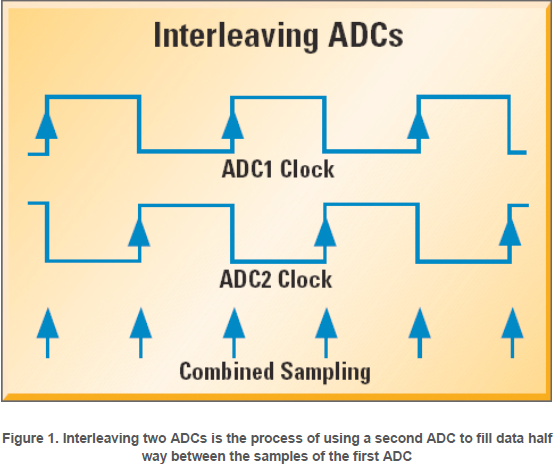 Interleaving ADCs
ADC1 Clock
ADC2 Clock
Combined Sampling
Figure 1. Interleaving two ADCs is the process of using a second ADC to fill data half
way between the samples of the first ADC